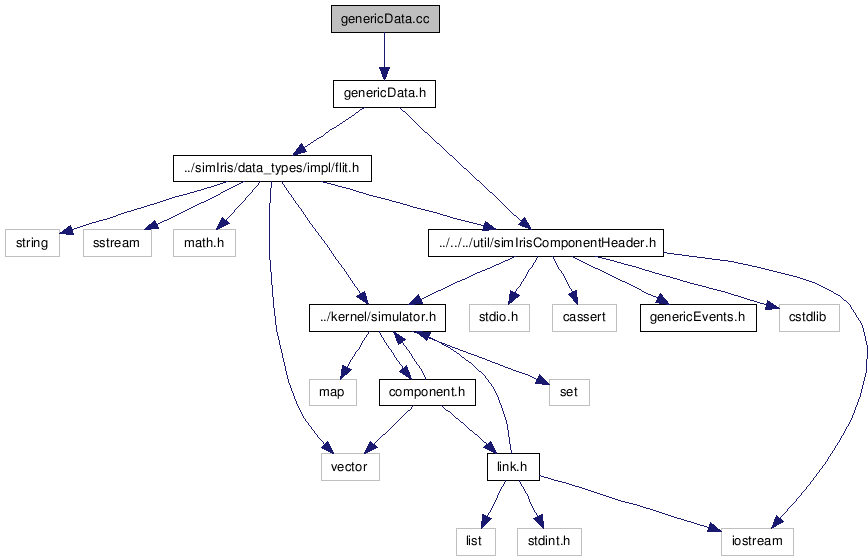 genericData.cc
genericData.h
../simIris/data_types/impl/flit.h
string
sstream
math.h
../../../util/simIrisComponentHeader.h
../kernel/simulator.h
stdio.h
cassert
genericEvents.h
cstdlib
map
component.h
set
vector
link.h
list
stdint.h
iostream